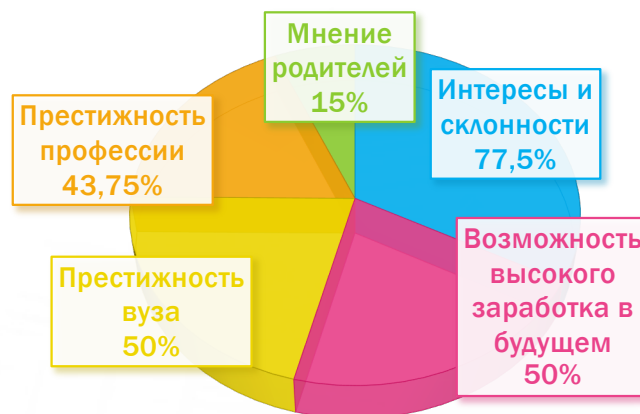 Мнение
родителей
15%
Интересы и
склонности
77,5%
Престижность
профессии
43,75%
Возможность
высокого
заработка в
будущем
50%
Престижность
вуза
50%